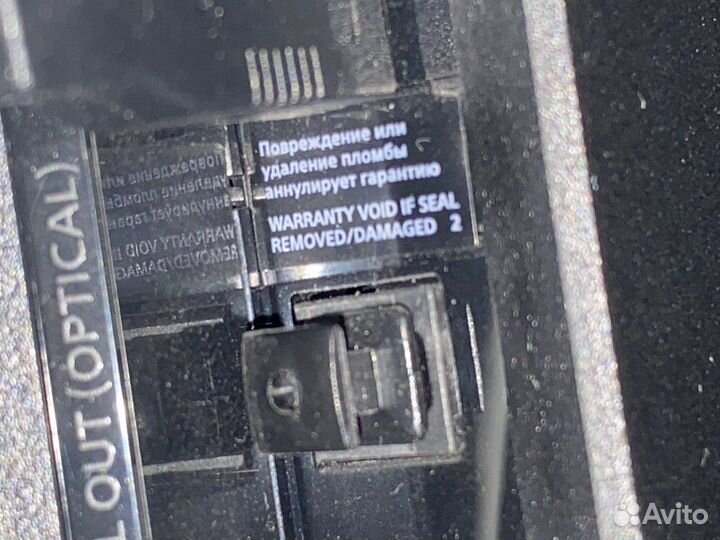 Повреждение или
удаление пломбы
аннулирует гарантию
WARRANTY VOID IF SEAL
REMOVED/DAMAGED 2
L OUT (OPTICAL)
Avito